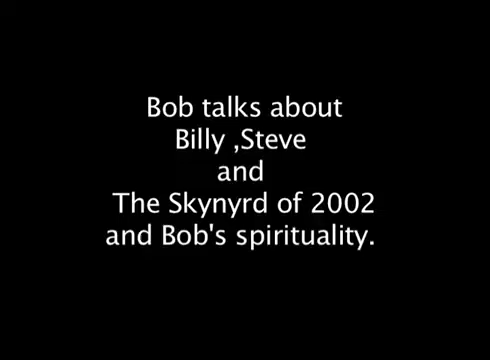 Bob talks about
Billy ,Steve
and
The Skynyrd of 2002
and Bob's spirituality.